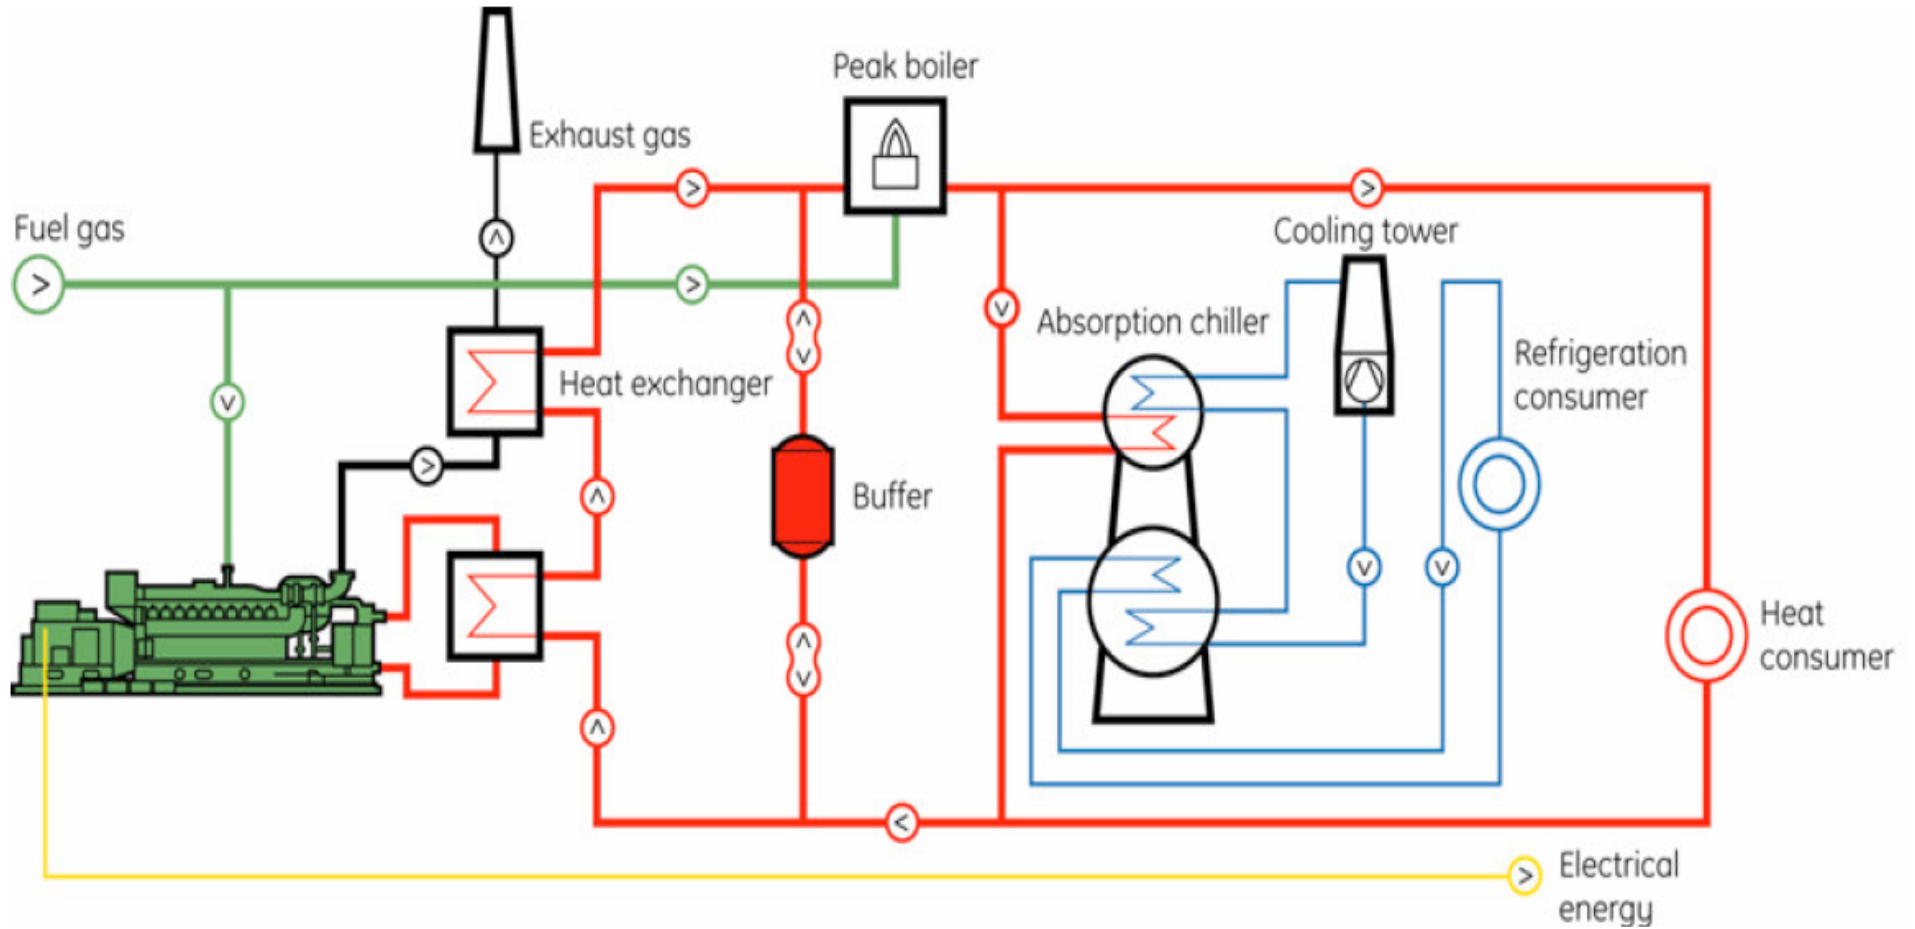 Peak boiler
Exhaust gas
Fuel gas
Cooling tower
Absorption chiller
Refrigeration
consumer
Heat exchanger
Buffer
Heat
consumer
Electrical
energy